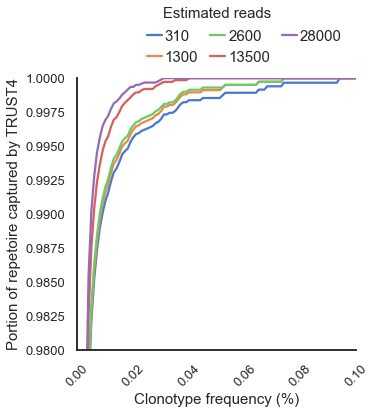 Estimated reads
310 2600 28000
1300 13500
Portion of repetoire captured by TRUST4
1.0000
0.9975
0.9950
0.9925
0.9900
0.9875
0.9850
0.9825
0.9800
0.00 0.02 0.04 0.06 0.08 0.10
Clonotype frequency (%)